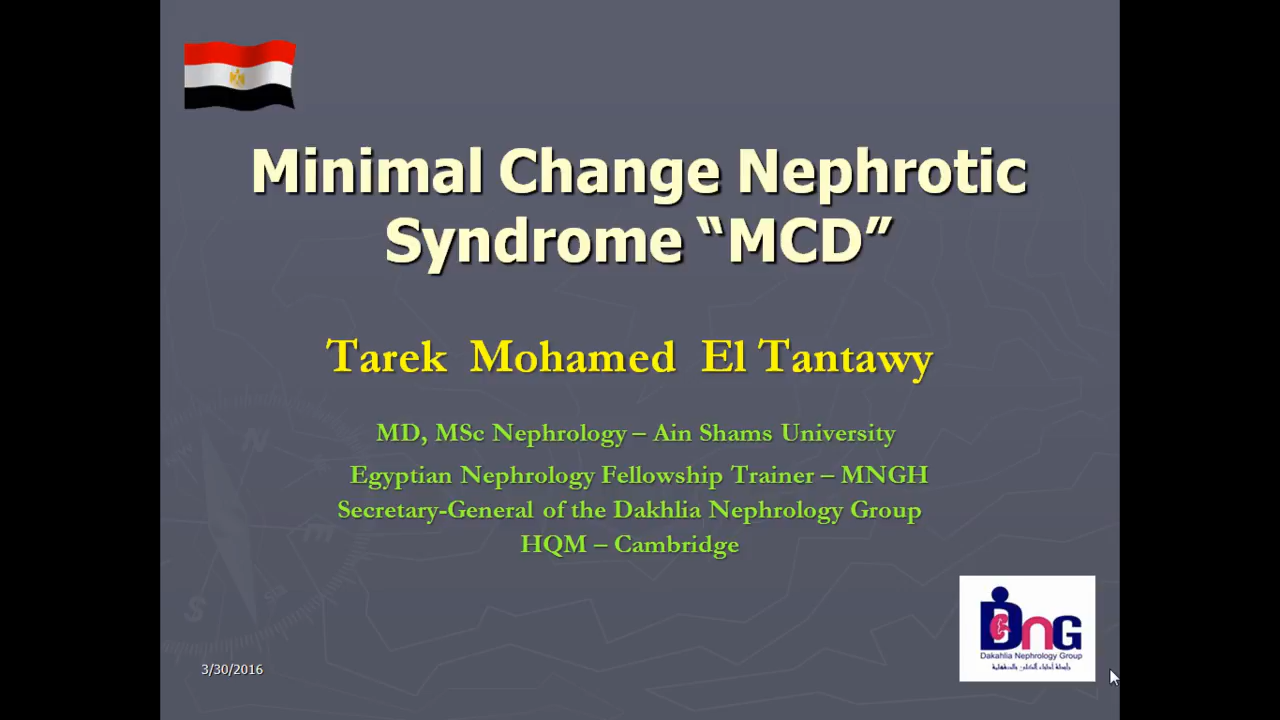 Minimal Change Nephrotic
Syndrome “MCD”
Tarek Mohamed El Tantawy
MD, MSc Nephrology – Ain Shams University
Egyptian Nephrology Fellowship Trainer – MNGH
Secretary-General of the Dakhlia Nephrology Group
HQM – Cambridge
DnG
Dakahlia Nephrology Group
3/30/2016
N
S